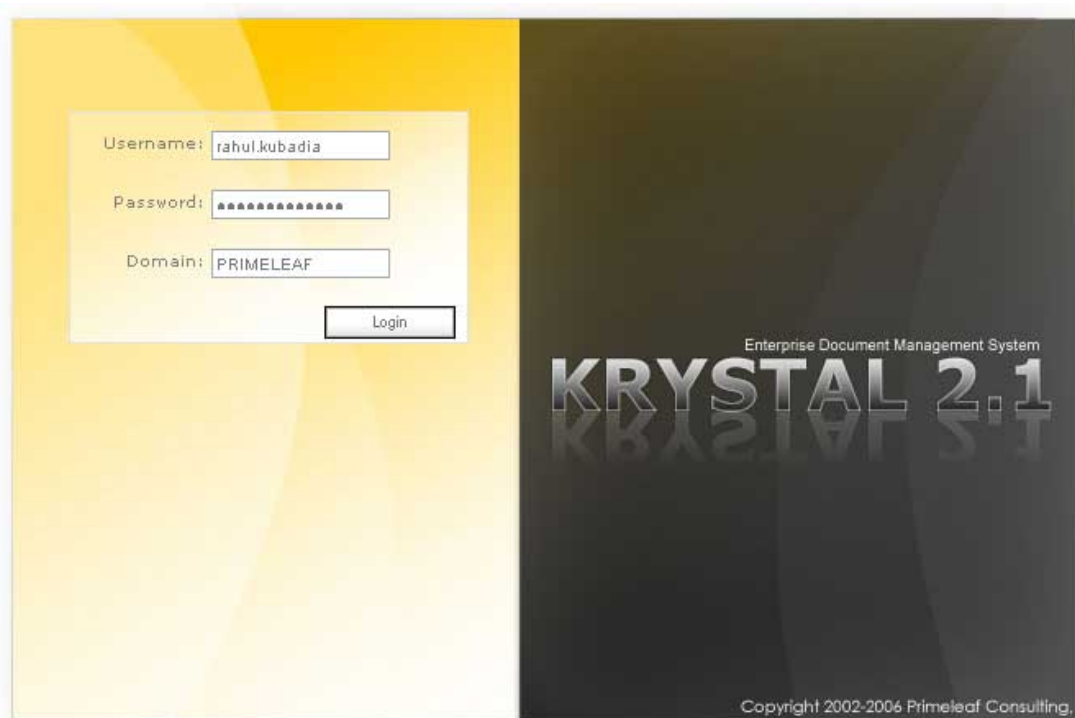 Username: rahul.kubadia
Password: •••••••••••••
Domain: PRIMELEAF
Login
Enterprise Document Management System
KRYSTAL 2.1
Copyright 2002-2006 Primeleaf Consulting,